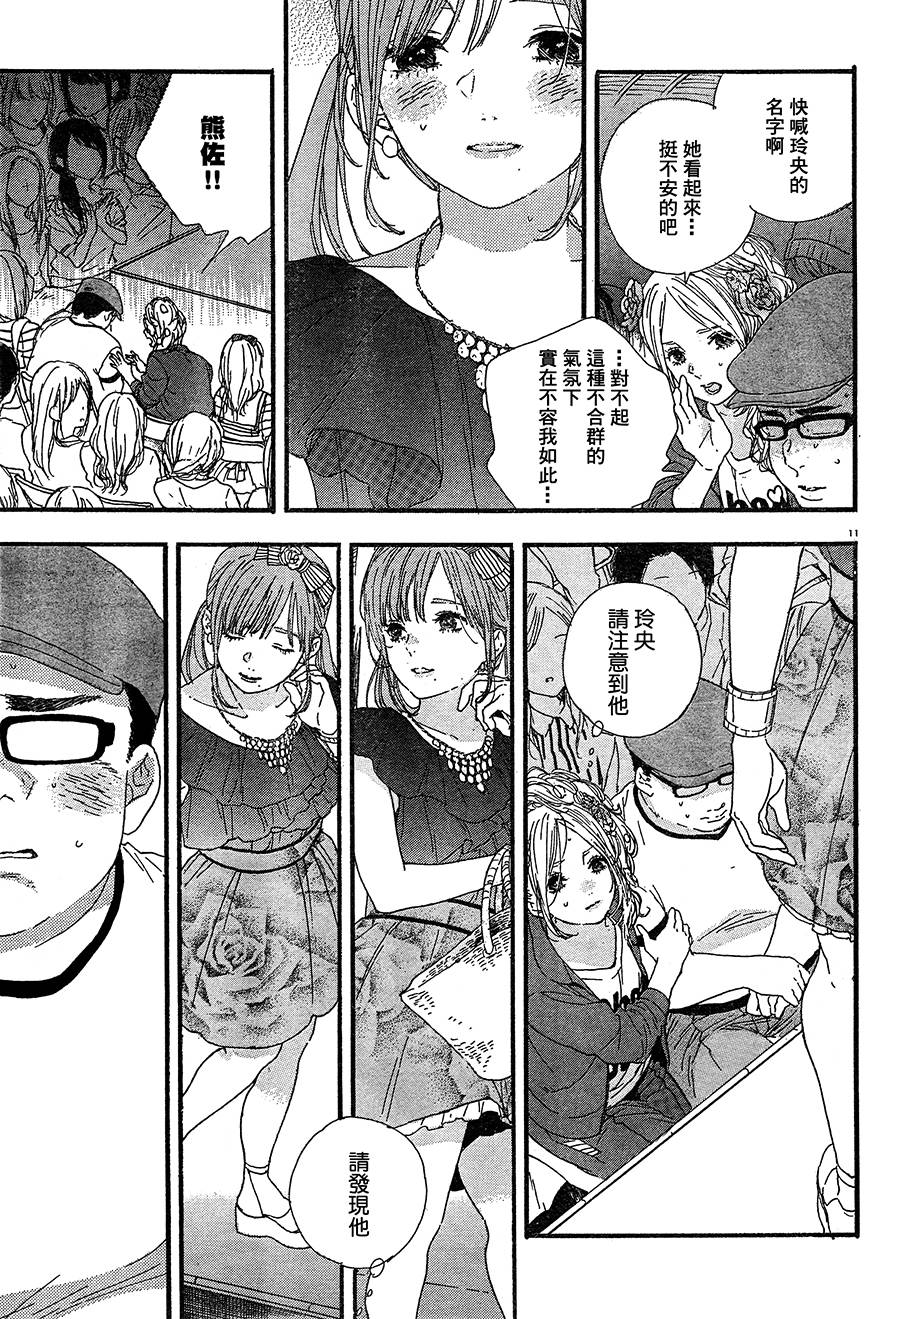 快喊玲央的
名字啊
她看起來…
挺不安的吧
…對不起
這種不合群的
氣氛下
實在不容我如此…
熊佐!!
11
玲央
請注意到他
請發現他